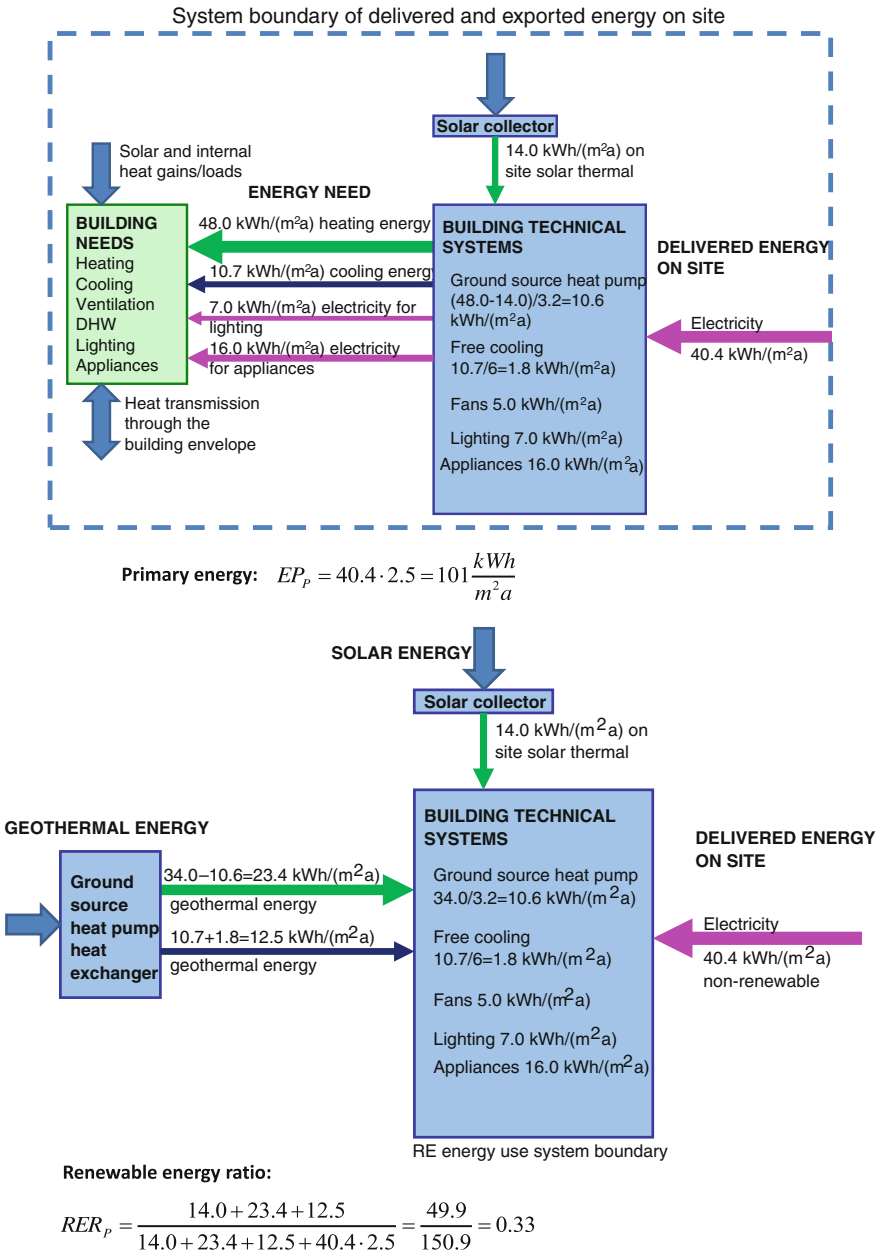 System boundary of delivered and exported energy on site
Solar collector
14.0 kWh/(m²a) on
site solar thermal
Solar and internal
heat gains/loads
ENERGY NEED
BUILDING
NEEDS
Heating
Cooling
Ventilation
DHW
Lighting
Appliances
48.0 kWh/(m²a) heating energy
10.7 kWh/(m²a) cooling energy
7.0 kWh/(m²a) electricity for
lighting
16.0 kWh/(m²a) electricity
for appliances
Heat transmission
through the
building envelope
BUILDING TECHNICAL
SYSTEMS
Ground source heat pump
(48.0-14.0)/3.2=10.6
kWh/(m²a)
Free cooling
10.7/6=1.8 kWh/(m²a)
Fans 5.0 kWh/(m²a)
Lighting 7.0 kWh/(m²a)
Appliances 16.0 kWh/(m²a)
DELIVERED ENERGY
ON SITE
Electricity
40.4 kWh/(m²a)
Primary energy: EP_P = 40.4 · 2.5 = 101 kWh/m²a
SOLAR ENERGY
Solar collector
14.0 kWh/(m²a) on
site solar thermal
GEOTHERMAL ENERGY
Ground
source
heat pump
heat
exchanger
34.0–10.6=23.4 kWh/(m²a)
geothermal energy
10.7+1.8=12.5 kWh/(m²a)
geothermal energy
BUILDING TECHNICAL
SYSTEMS
Ground source heat pump
34.0/3.2=10.6 kWh/(m²a)
Free cooling
10.7/6=1.8 kWh/(m²a)
Fans 5.0 kWh/(m²a)
Lighting 7.0 kWh/(m²a)
Appliances 16.0 kWh/(m²a)
DELIVERED ENERGY
ON SITE
Electricity
40.4 kWh/(m²a)
non-renewable
RE energy use system boundary
Renewable energy ratio:
RER_P = (14.0 + 23.4 + 12.5)/(14.0 + 23.4 + 12.5 + 40.4 · 2.5) = 49.9/150.9 = 0.33